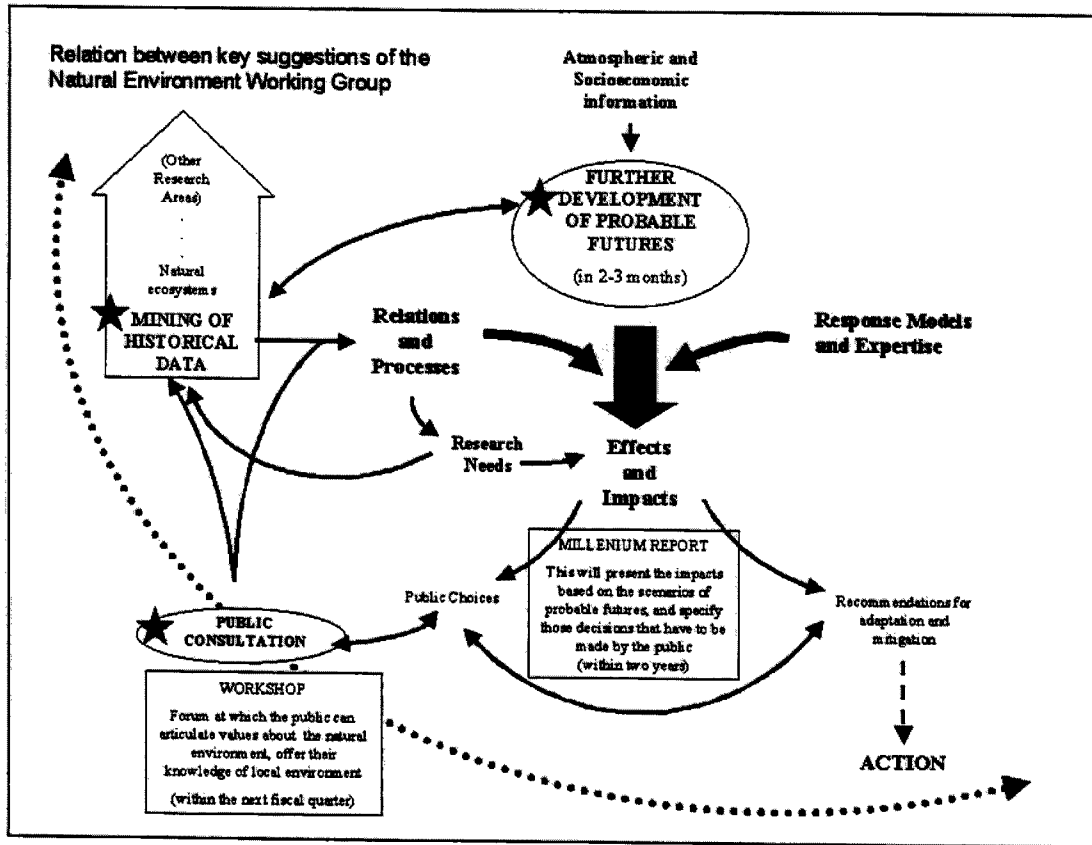 Relation between key suggestions of the
Natural Environment Working Group
Atmospheric and
Socioeconomic
information
(Other
Research
Areas)
.
.
.
Natural
ecosystems
MINING OF
HISTORICAL
DATA
FURTHER
DEVELOPMENT
OF PROBABLE
FUTURES
(in 2-3 months)
Relations
and
Processes
Response Models
and Expertise
Research
Needs
Effects
and
Impacts
MILLENIUM REPORT
This will present the impacts
based on the scenarios of
probable futures, and specify
those decisions that have to be
made by the public
(within two years)
Public Choices
Recommendations for
adaptation and
mitigation
PUBLIC
CONSULTATION
WORKSHOP
Forum at which the public can
articulate values about the natural
environment, offer their
knowledge of local environment
(within the next fiscal quarter)
ACTION